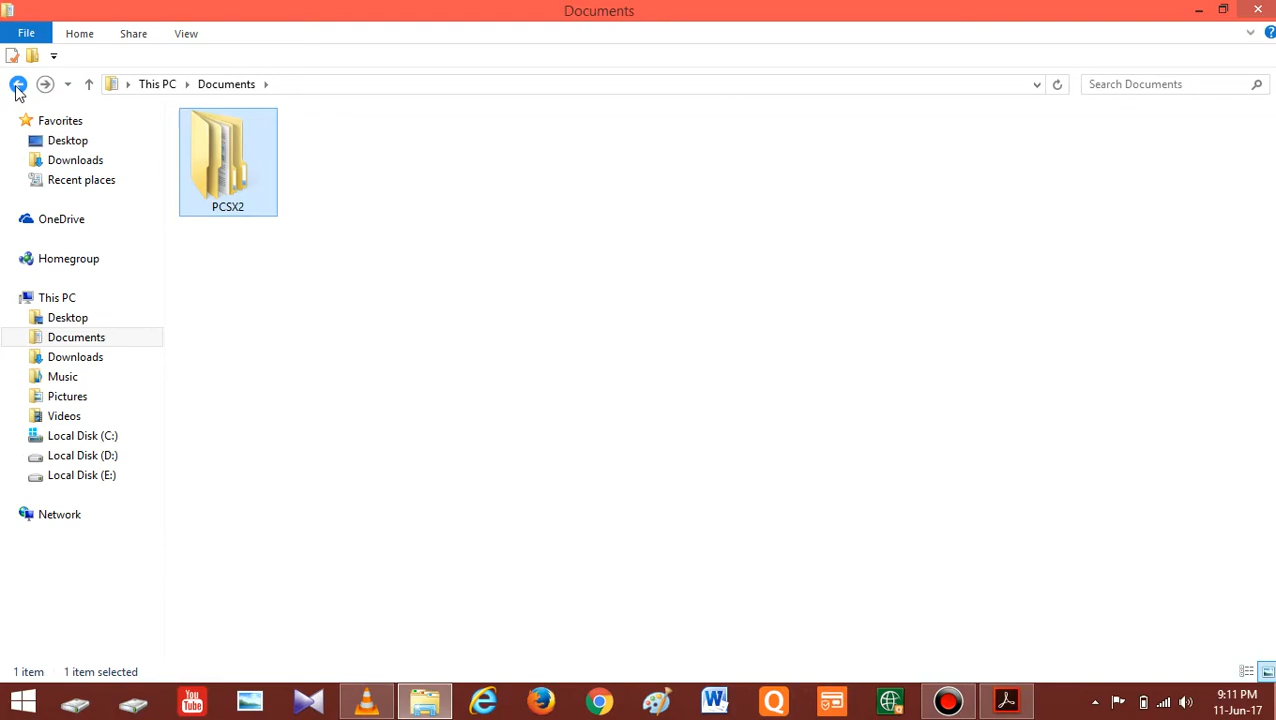 Documents
File Home Share View
This PC Documents Search Documents
Favorites
Desktop
Downloads
Recent places
OneDrive
Homegroup
This PC
Desktop
Documents
Downloads
Music
Pictures
Videos
Local Disk (C:)
Local Disk (D:)
Local Disk (E:)
Network
PCSX2
1 item 1 item selected
You
Tube
W
Q
9:11 PM
11-Jun-17